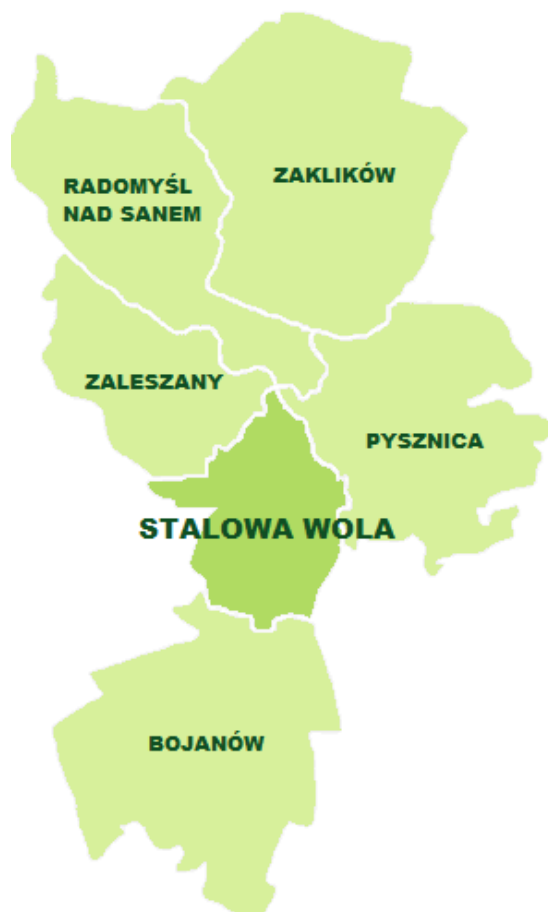 ZAKLIKÓW
RADOMYŚL
NAD SANEM
ZALESZANY
PYSZNICA
STALOWA WOLA
BOJANÓW